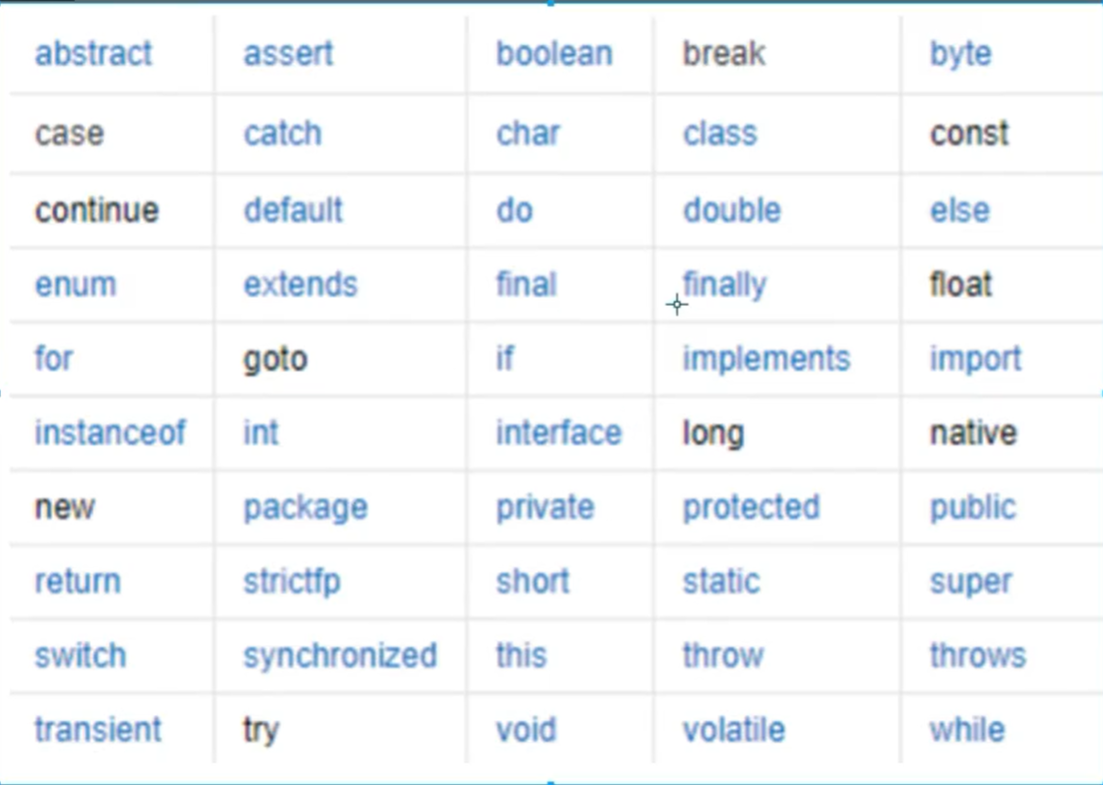 abstract assert boolean break byte
case catch char class const
continue default do double else
enum extends final finally float
for goto if implements import
instanceof int interface long native
new package private protected public
return strictfp short static super
switch synchronized this throw throws
transient try void volatile while